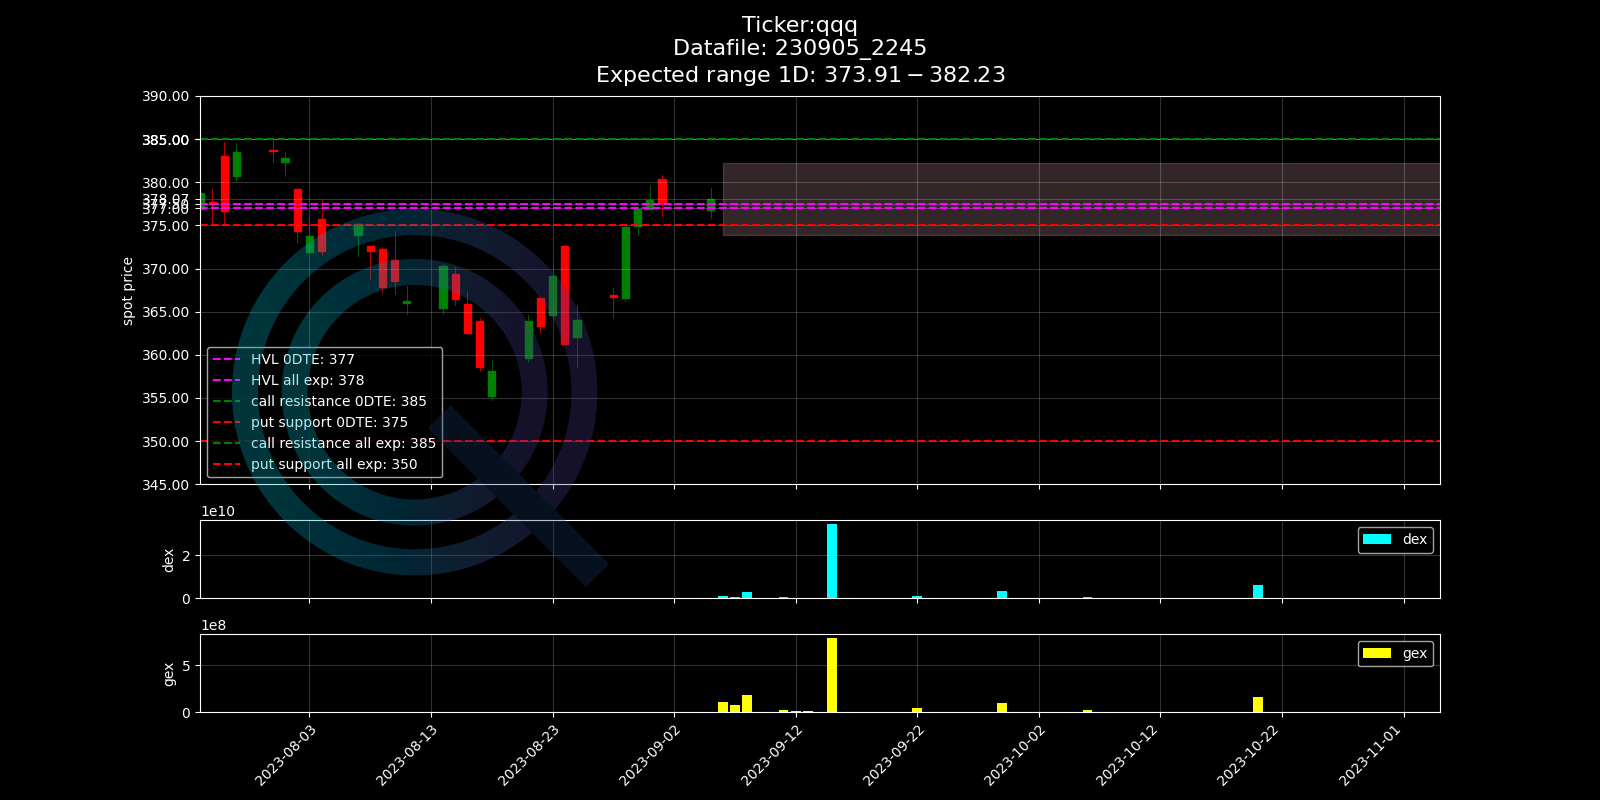 Ticker:qqq
Datafile: 230905_2245
Expected range 1D: 373.91 − 382.23
390.00
385.00
380.00
378.07
377.50
377.00
375.00
370.00
365.00
360.00
355.00
350.00
345.00
spot price
HVL 0DTE: 377
HVL all exp: 378
call resistance 0DTE: 385
put support 0DTE: 375
call resistance all exp: 385
put support all exp: 350
1e10
2
0
dex
dex
1e8
5
0
gex
gex
2023-08-03
2023-08-13
2023-08-23
2023-09-02
2023-09-12
2023-09-22
2023-10-02
2023-10-12
2023-10-22
2023-11-01